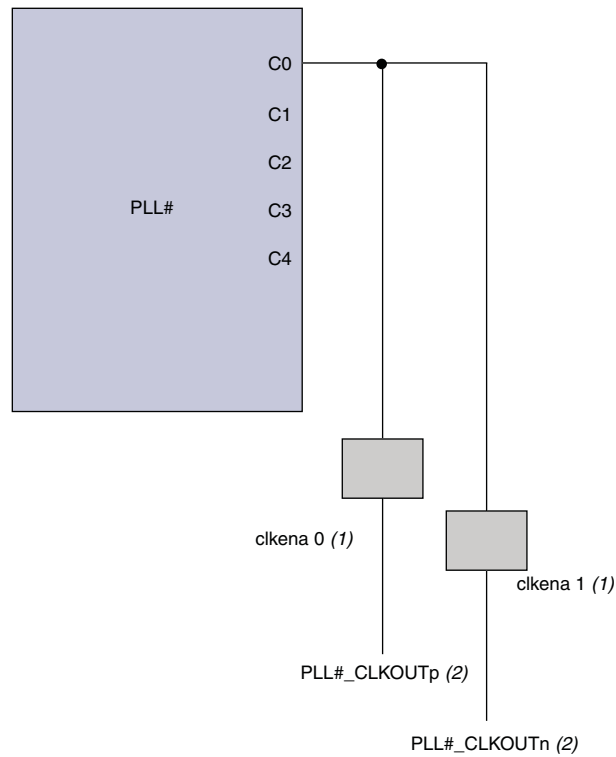 C0
C1
C2
PLL#
C3
C4
clkena 0 (1)
clkena 1 (1)
PLL#_CLKOUTp (2)
PLL#_CLKOUTn (2)